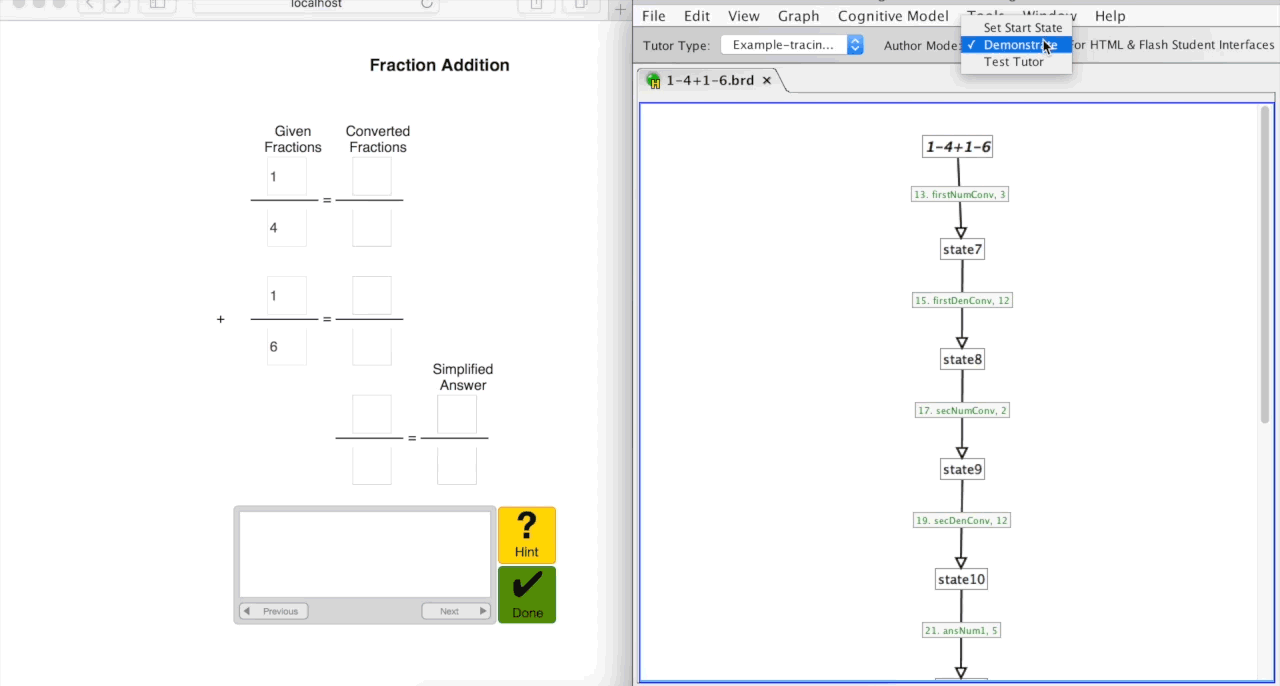 localhost
Fraction Addition
Given
Fractions
Converted
Fractions
1
=
4
1
+
=
6
Simplified
Answer
=
?
Hint
Previous
Next
Done
File Edit View Graph Cognitive Model Tools Window Help
Set Start State
Tutor Type: Example-tracin... Author Mode: ✓ Demonstrate for HTML & Flash Student Interfaces
Test Tutor
1-4+1-6.brd ×
1-4+1-6
13. firstNumConv, 3
state7
15. firstDenConv, 12
state8
17. secNumConv, 2
state9
19. secDenConv, 12
state10
21. ansNum1, 5